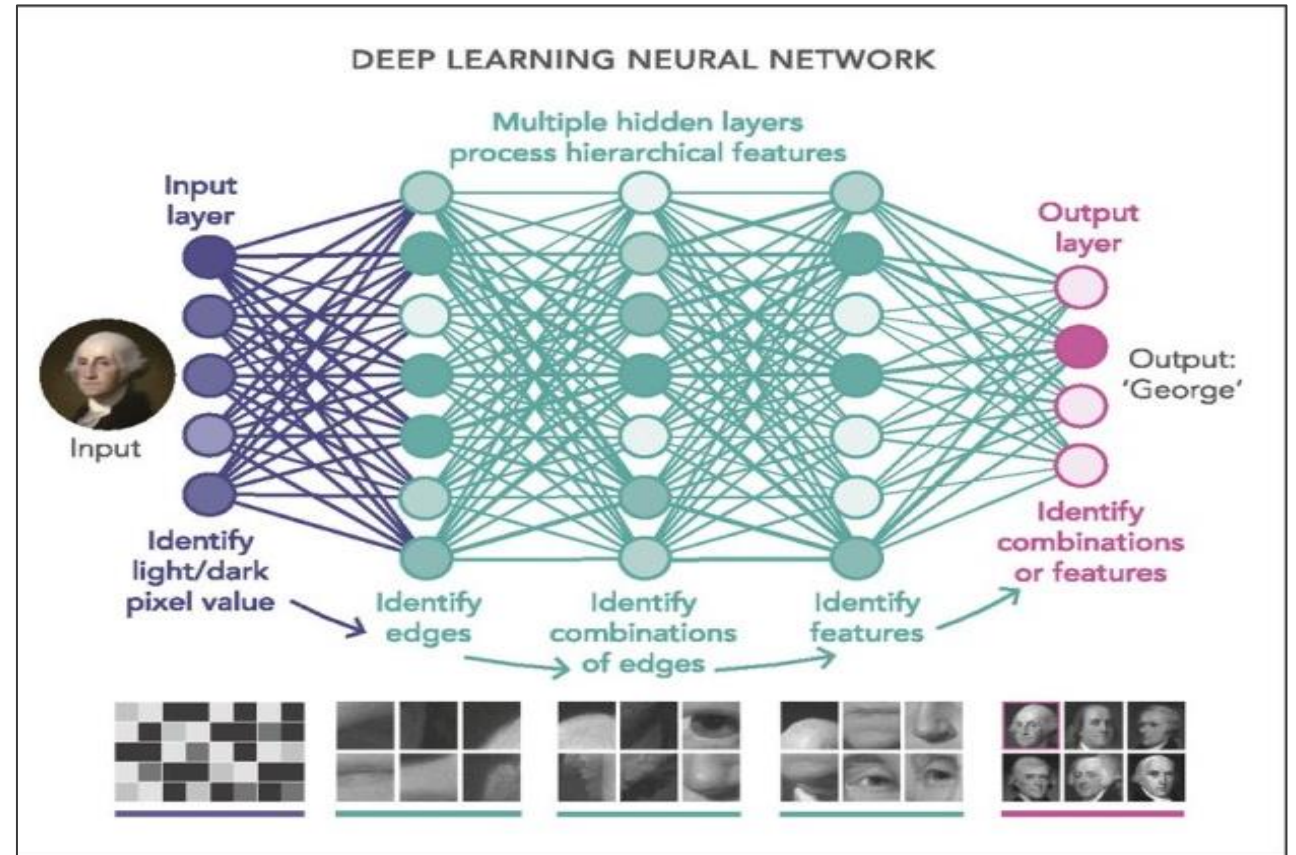 DEEP LEARNING NEURAL NETWORK
Multiple hidden layers
process hierarchical features
Input
layer
Output
layer
Input
Output:
‘George’
Identify
light/dark
pixel value
Identify
edges
Identify
combinations
of edges
Identify
features
Identify
combinations
or features